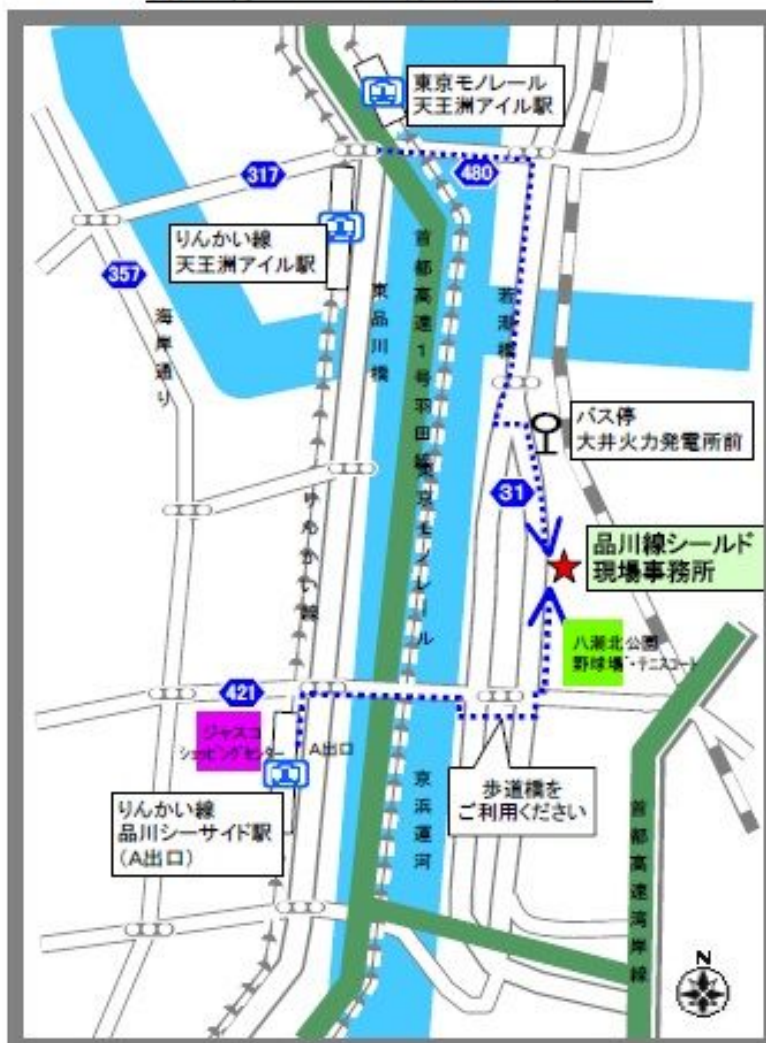 東京モノレール
天王洲アイル駅
317
480
りんかい線
天王洲アイル駅
357
海岸通り
東品川橋
首都高速1号羽田線
東京モノレール
若潮橋
バス停
大井火力発電所前
31
りんかい線
品川線シールド
現場事務所
八潮北公園
野球場・テニスコート
421
ジャスコ
ショッピングセンター
A出口
歩道橋を
ご利用ください
京浜運河
りんかい線
品川シーサイド駅
(A出口)
首都高速湾岸線
N